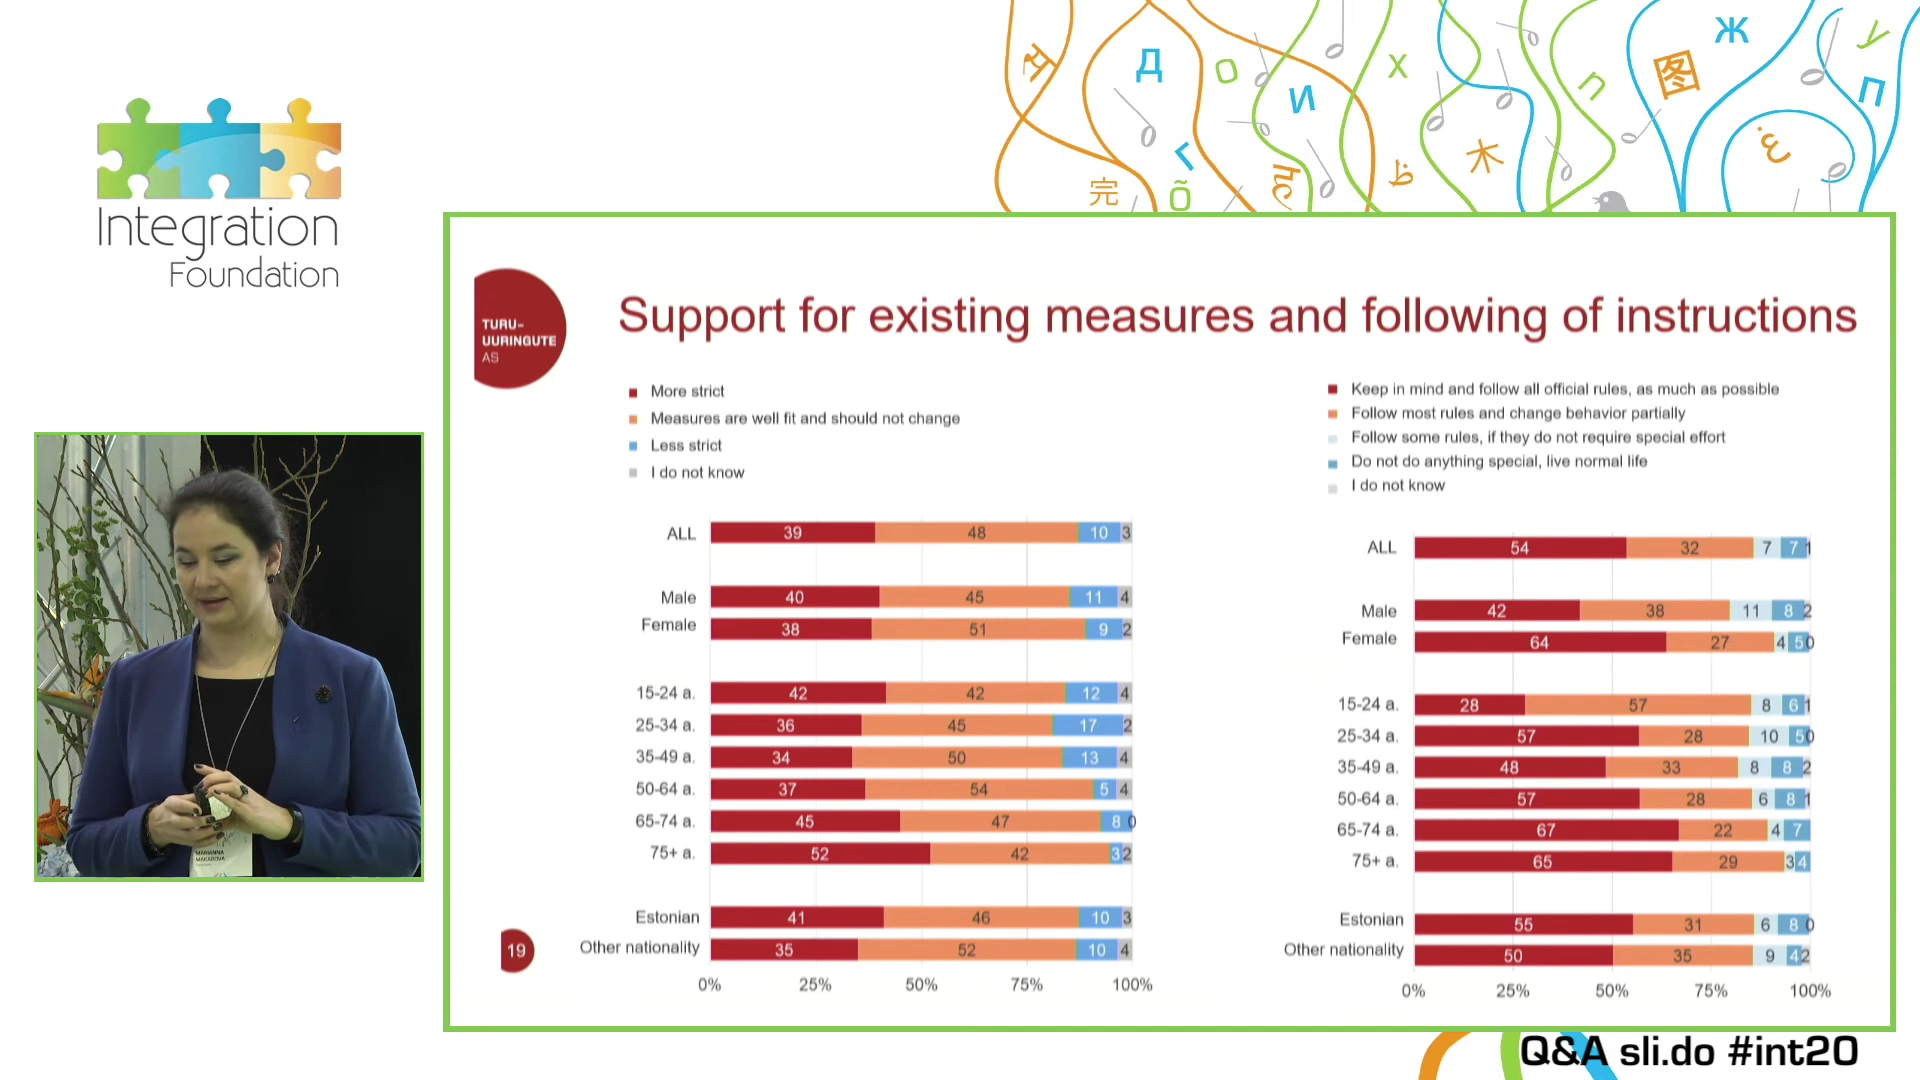 Д
О
И
Х
Л
图
Ж
У
П
完
Õ
木
Integration
Foundation
TURU-
UURINGUTE
AS
Support for existing measures and following of instructions
More strict
Measures are well fit and should not change
Less strict
I do not know
ALL 39 48 10 3
Male 40 45 11 4
Female 38 51 9 2
15-24 a. 42 42 12 4
25-34 a. 36 45 17 2
35-49 a. 34 50 13 4
50-64 a. 37 54 5 4
65-74 a. 45 47 8 0
75+ a. 52 42 3 2
Estonian 41 46 10 3
Other nationality 35 52 10 4
0% 25% 50% 75% 100%
Keep in mind and follow all official rules, as much as possible
Follow most rules and change behavior partially
Follow some rules, if they do not require special effort
Do not do anything special, live normal life
I do not know
ALL 54 32 7 7 1
Male 42 38 11 8 2
Female 64 27 4 5 0
15-24 a. 28 57 8 6 1
25-34 a. 57 28 10 5 0
35-49 a. 48 33 8 8 2
50-64 a. 57 28 6 8 1
65-74 a. 67 22 4 7
75+ a. 65 29 3 4
Estonian 55 31 6 8 0
Other nationality 50 35 9 4 2
0% 25% 50% 75% 100%
19
MARIANNA
MAKAROVA
Q&A sli.do #int20